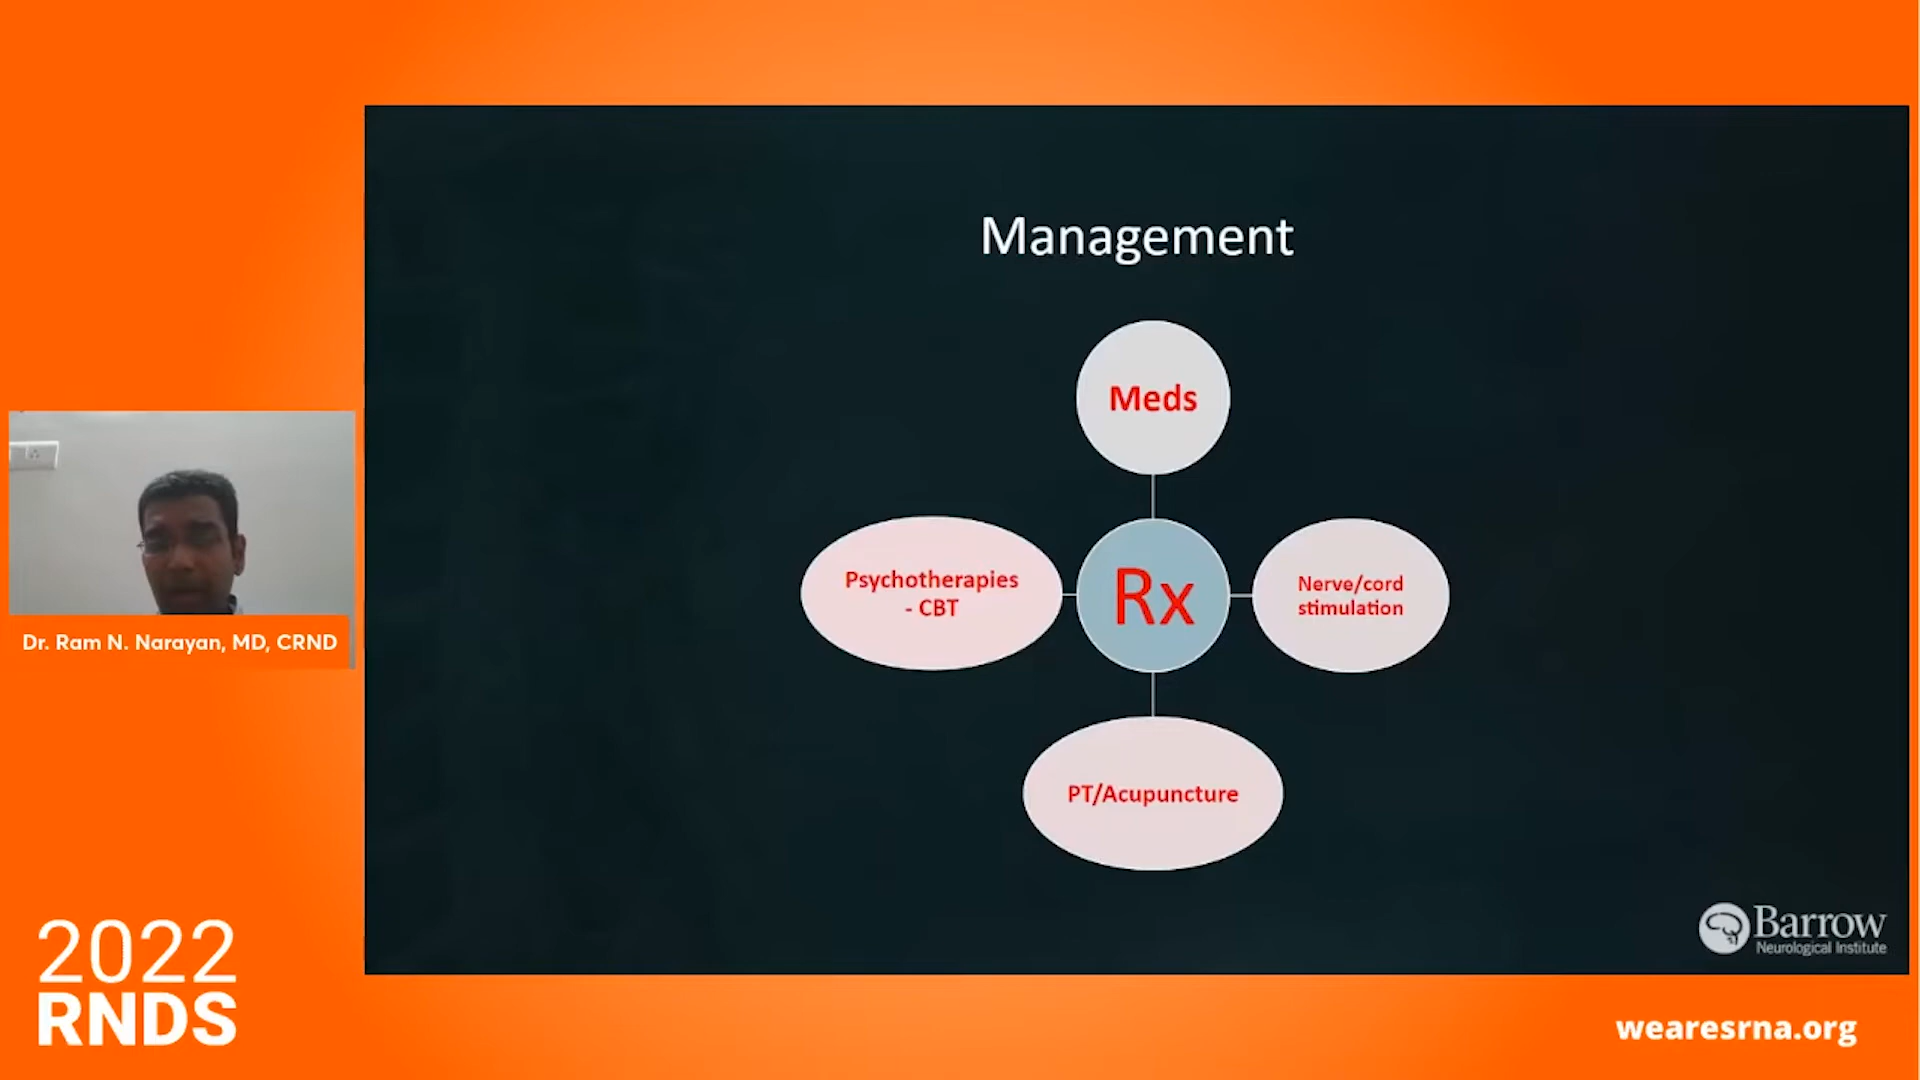 Management
Meds
Psychotherapies
- CBT
Rx
Nerve/cord
stimulation
PT/Acupuncture
Dr. Ram N. Narayan, MD, CRND
Barrow
Neurological Institute
2022
RNDS
wearesrna.org